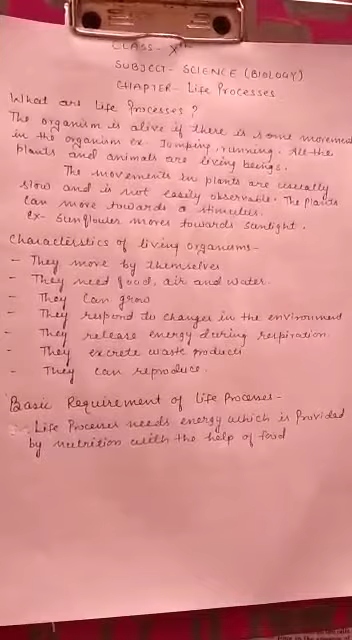 CLASS- Xth
SUBJECT- SCIENCE (BIOLOGY)
CHAPTER- Life Processes
What are Life Processes?
The organism is alive if there is some movement
in the organism ex- Jumping, running. All the
plants and animals are living beings.
The movements in plants are usually
slow and is not easily observable. The plants
can move towards a stimulus.
Ex- Sunflower moves towards sunlight.
Characteristics of living organisms-
- They move by themselves
- They need food, air and water.
- They can grow
- They respond to changes in the environment
- They release energy during respiration.
- They excrete waste products
- They can reproduce.
Basic Requirement of Life Processes-
Life Processes needs energy which is Provided
by nutrition with the help of food